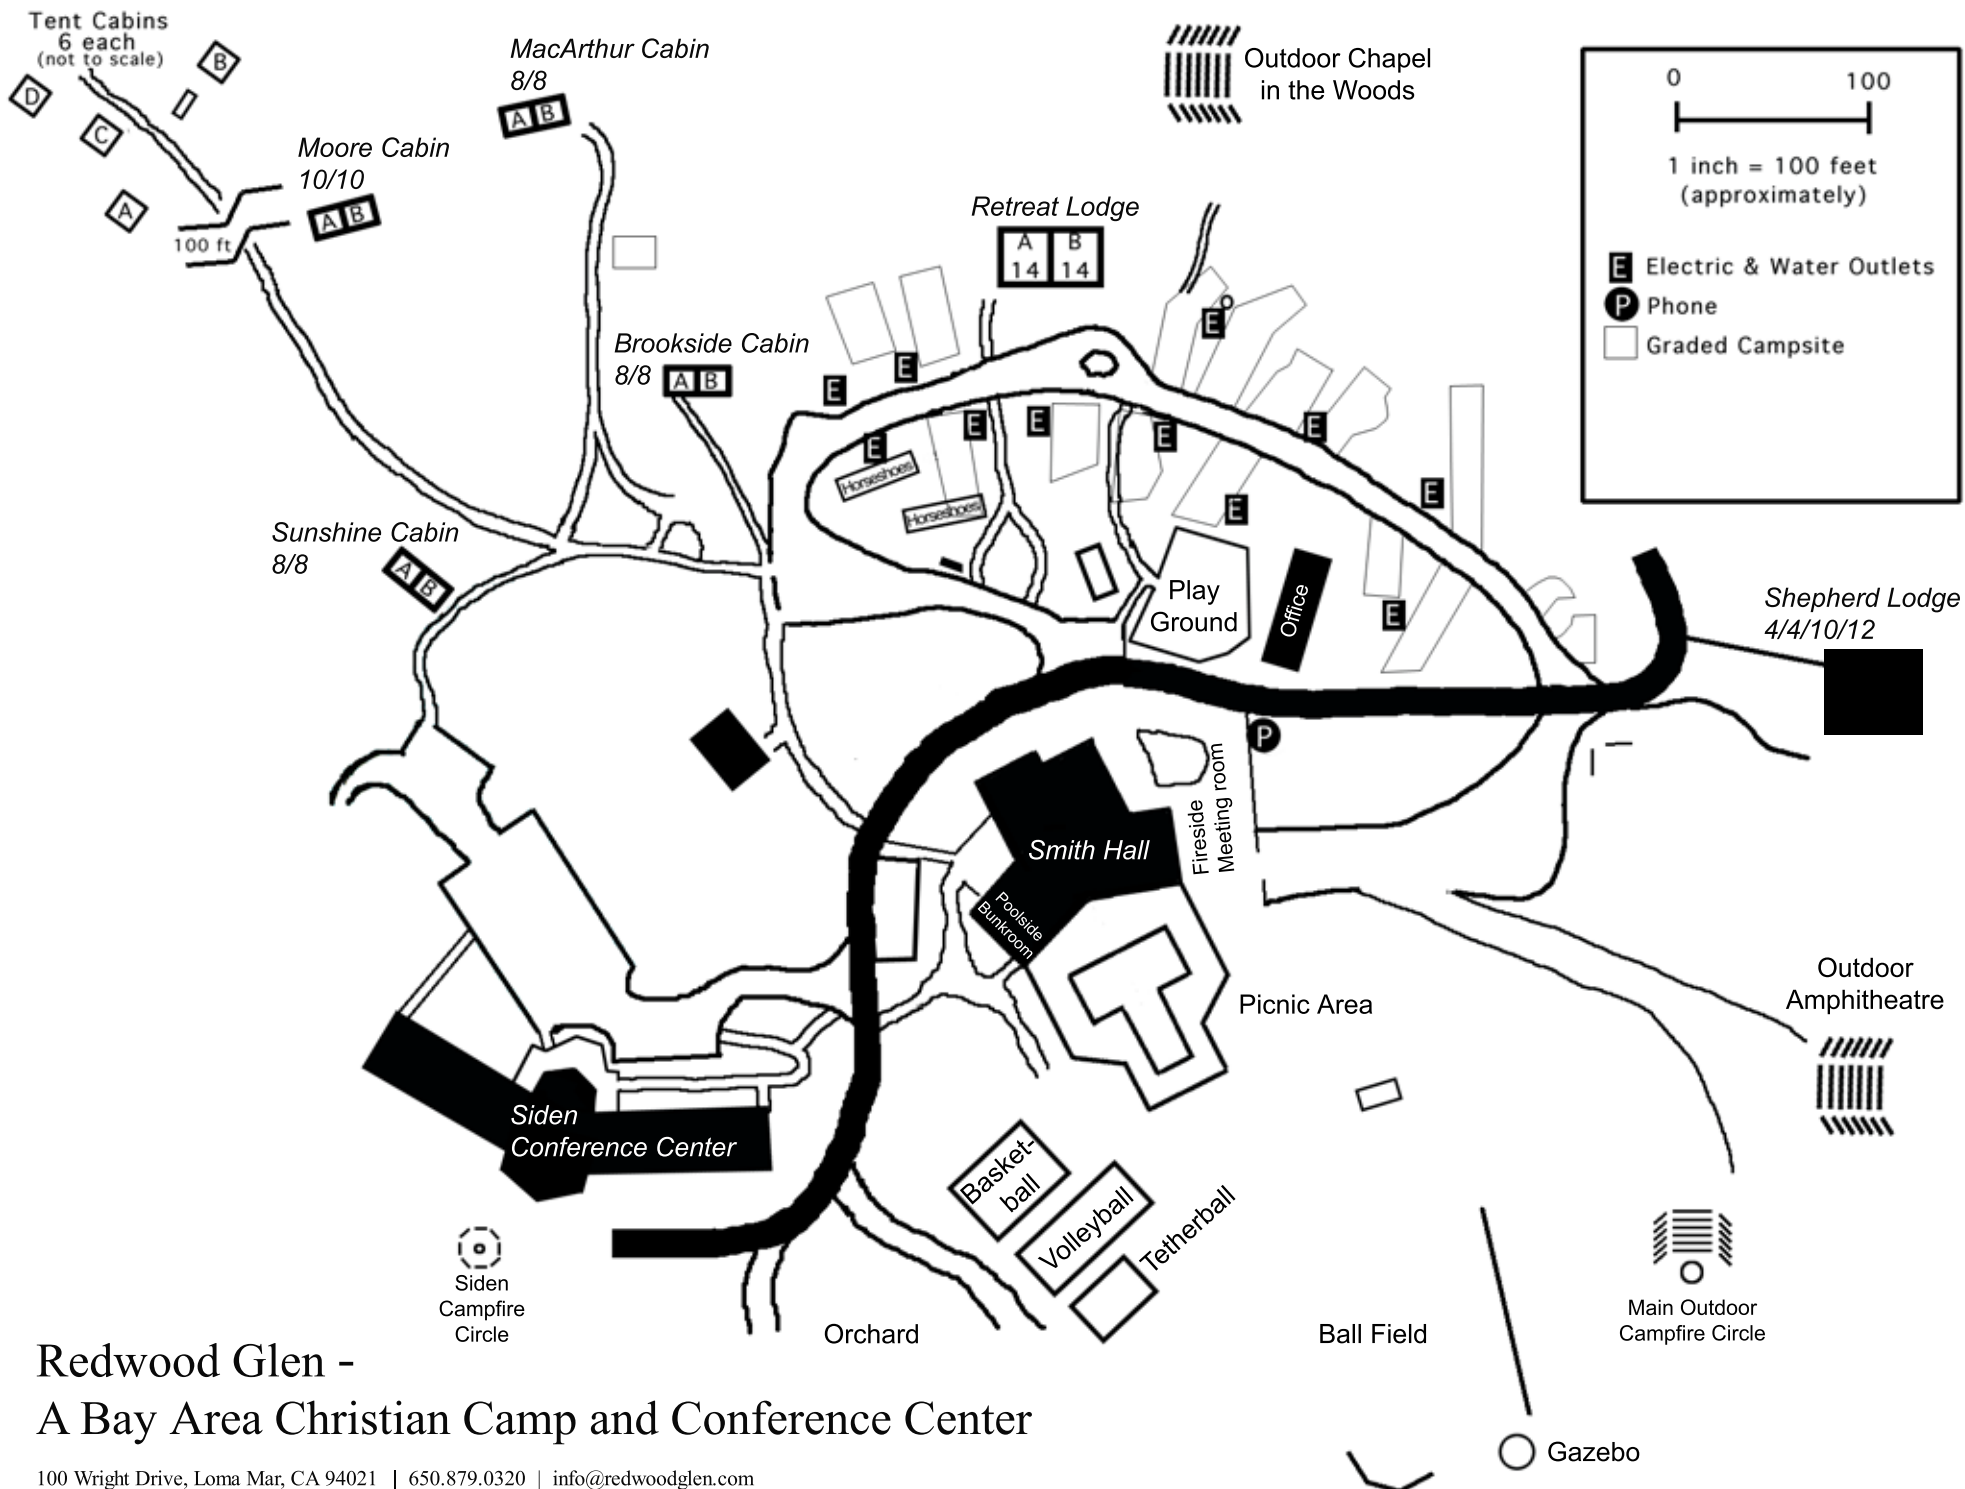 Tent Cabins
6 each
(not to scale)
B
D
C
A
100 ft
Moore Cabin
10/10
A B
MacArthur Cabin
8/8
A B
Outdoor Chapel
in the Woods
Retreat Lodge
A B
14 14
0 100
1 inch = 100 feet
(approximately)
E Electric & Water Outlets
P Phone
Graded Campsite
Brookside Cabin
8/8
A B
E
E
E
E
E
E
E
E
E
E
E
Horseshoes
Horseshoes
Sunshine Cabin
8/8
A B
Play
Ground
Office
Shepherd Lodge
4/4/10/12
P
Fireside
Meeting room
Smith Hall
Poolside
Bunkroom
Picnic Area
Outdoor
Amphitheatre
Siden
Conference Center
Basket-
ball
Volleyball
Tetherball
Siden
Campfire
Circle
Orchard
Ball Field
Main Outdoor
Campfire Circle
Gazebo
Redwood Glen -
A Bay Area Christian Camp and Conference Center
100 Wright Drive, Loma Mar, CA 94021 | 650.879.0320 | info@redwoodglen.com